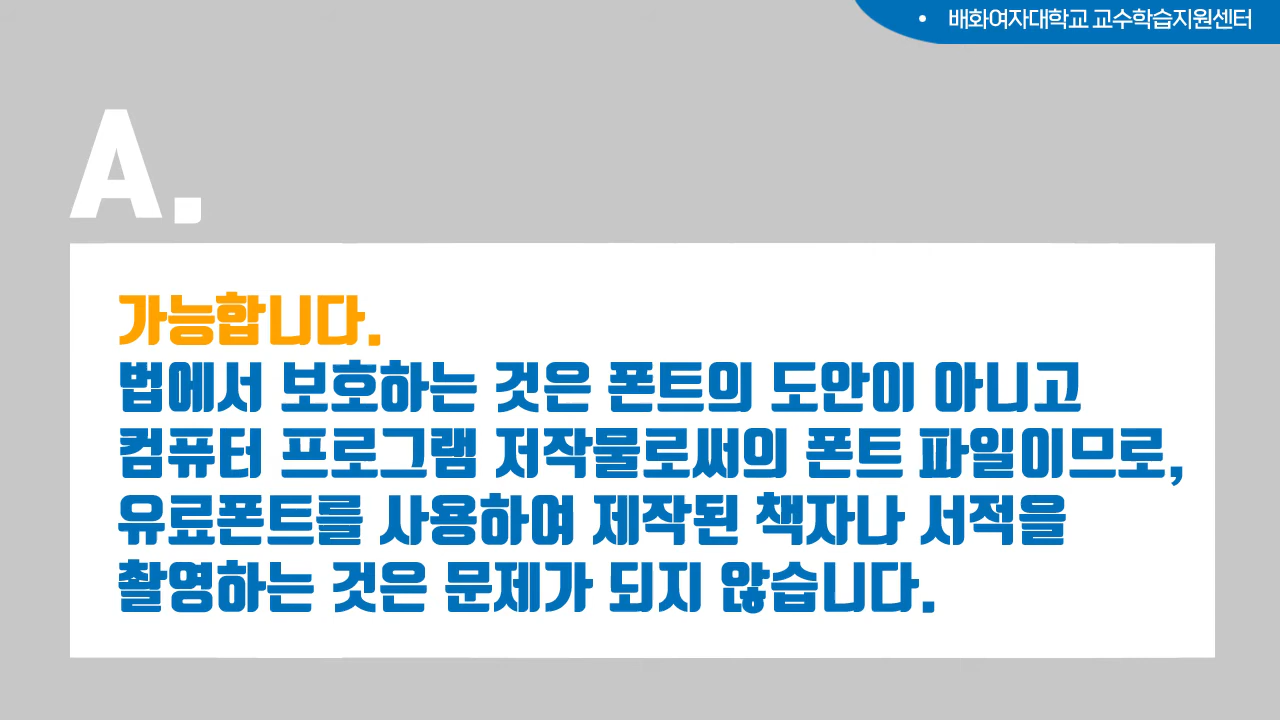 • 배화여자대학교 교수학습지원센터
A.
가능합니다.
법에서 보호하는 것은 폰트의 도안이 아니고
컴퓨터 프로그램 저작물로써의 폰트 파일이므로,
유료폰트를 사용하여 제작된 책자나 서적을
촬영하는 것은 문제가 되지 않습니다.